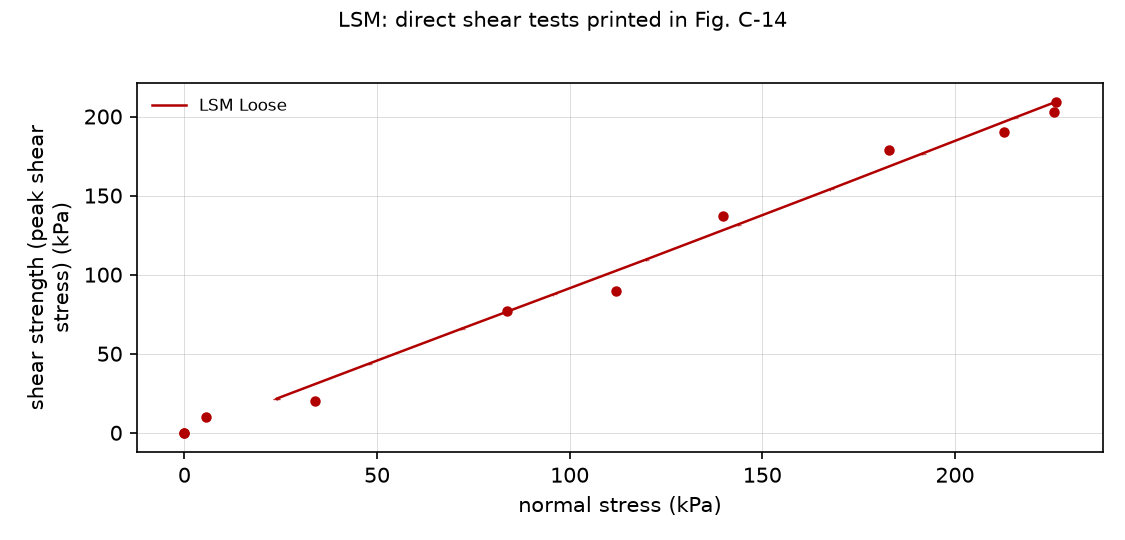 LSM: direct shear tests printed in Fig. C-14
LSM Loose
shear strength (peak shear
stress) (kPa)
200
150
100
50
0
0 50 100 150 200
normal stress (kPa)